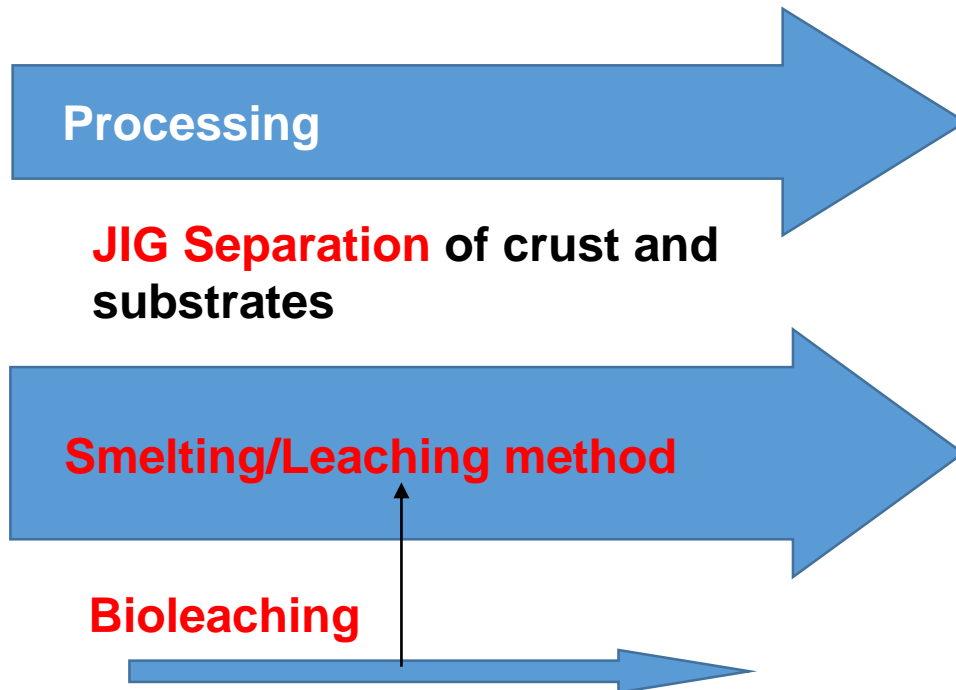 Processing
JIG Separation of crust and
substrates
Smelting/Leaching method
Bioleaching